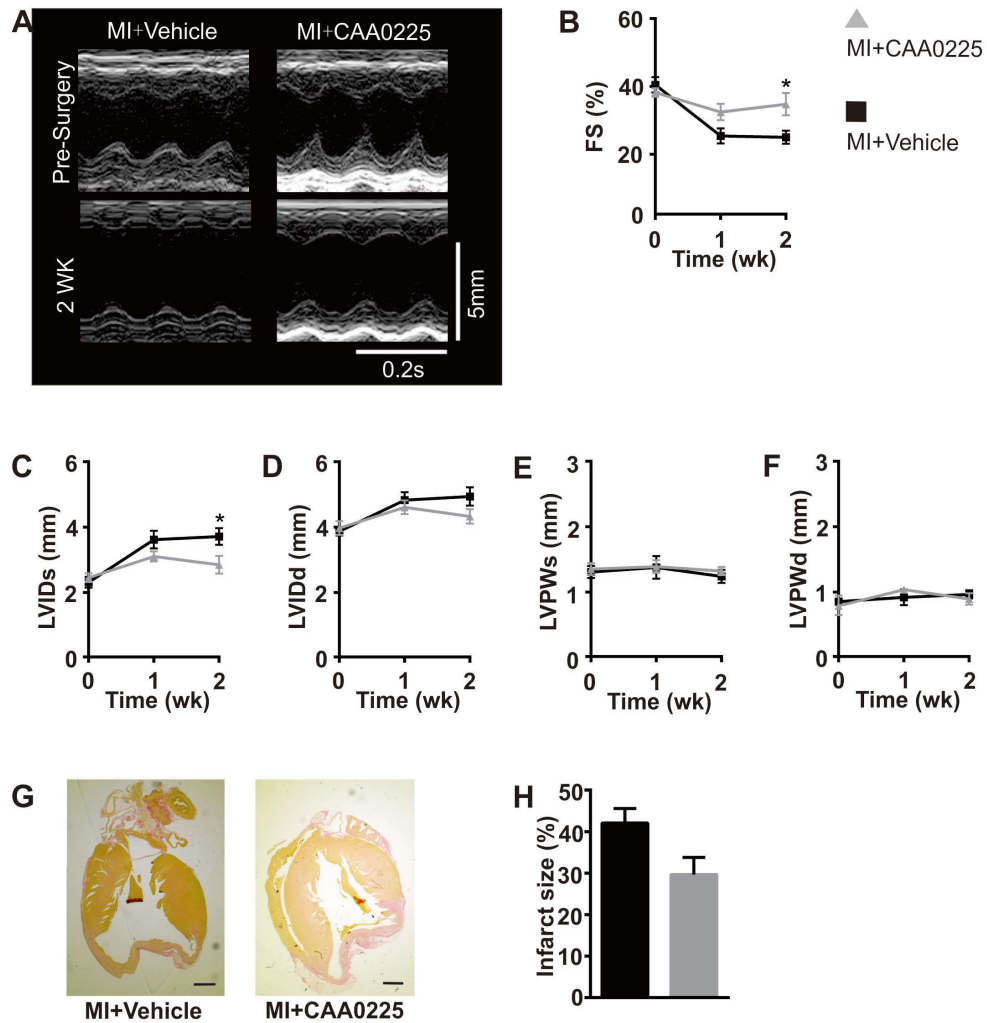 A
MI+Vehicle
MI+CAA0225
Pre-Surgery
2 WK
5mm
0.2s
B
FS (%)
60
40
20
0
*
0 1 2
Time (wk)
MI+CAA0225
MI+Vehicle
C
LVIDs (mm)
6
4
2
0
*
0 1 2
Time (wk)
D
LVIDd (mm)
6
4
2
0
0 1 2
Time (wk)
E
LVPWs (mm)
3
2
1
0
0 1 2
Time (wk)
F
LVPWd (mm)
3
2
1
0
0 1 2
Time (wk)
G
MI+Vehicle
MI+CAA0225
H
Infarct size (%)
50
40
30
20
10
0